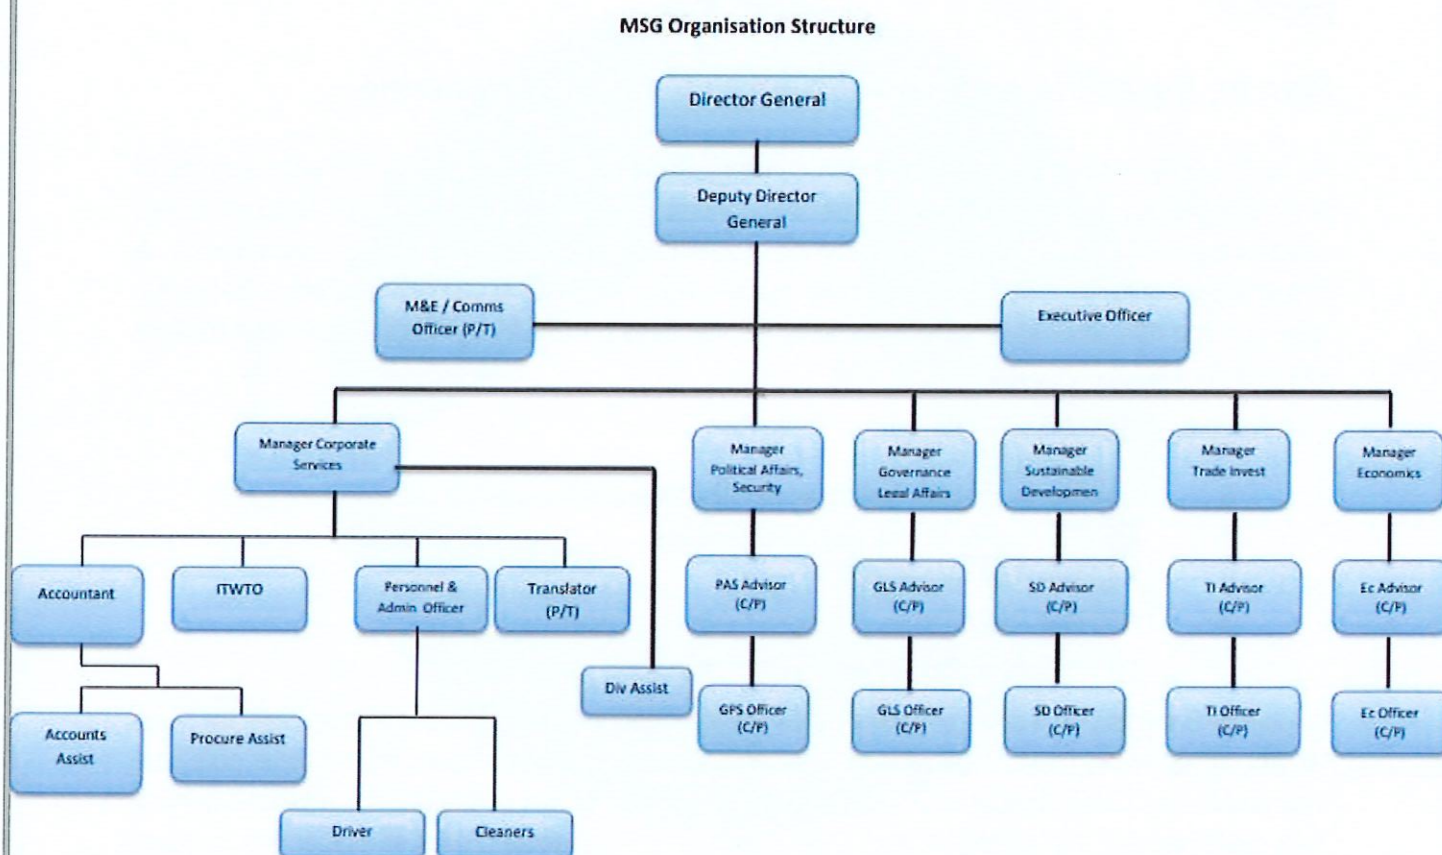 MSG Organisation Structure
Director General
Deputy Director
General
M&E / Comms
Officer (P/T)
Executive Officer
Manager Corporate
Services
Manager
Political Affairs,
Security
Manager
Governance
Legal Affairs
Manager
Sustainable
Developmen
Manager
Trade Invest
Manager
Economics
Accountant
ITWTO
Personnel &
Admin Officer
Translator
(P/T)
PAS Advisor
(C/P)
GLS Advisor
(C/P)
SD Advisor
(C/P)
TI Advisor
(C/P)
Ec Advisor
(C/P)
Div Assist
GPS Officer
(C/P)
GLS Officer
(C/P)
SD Officer
(C/P)
TI Officer
(C/P)
Ec Officer
(C/P)
Accounts
Assist
Procure Assist
Driver
Cleaners